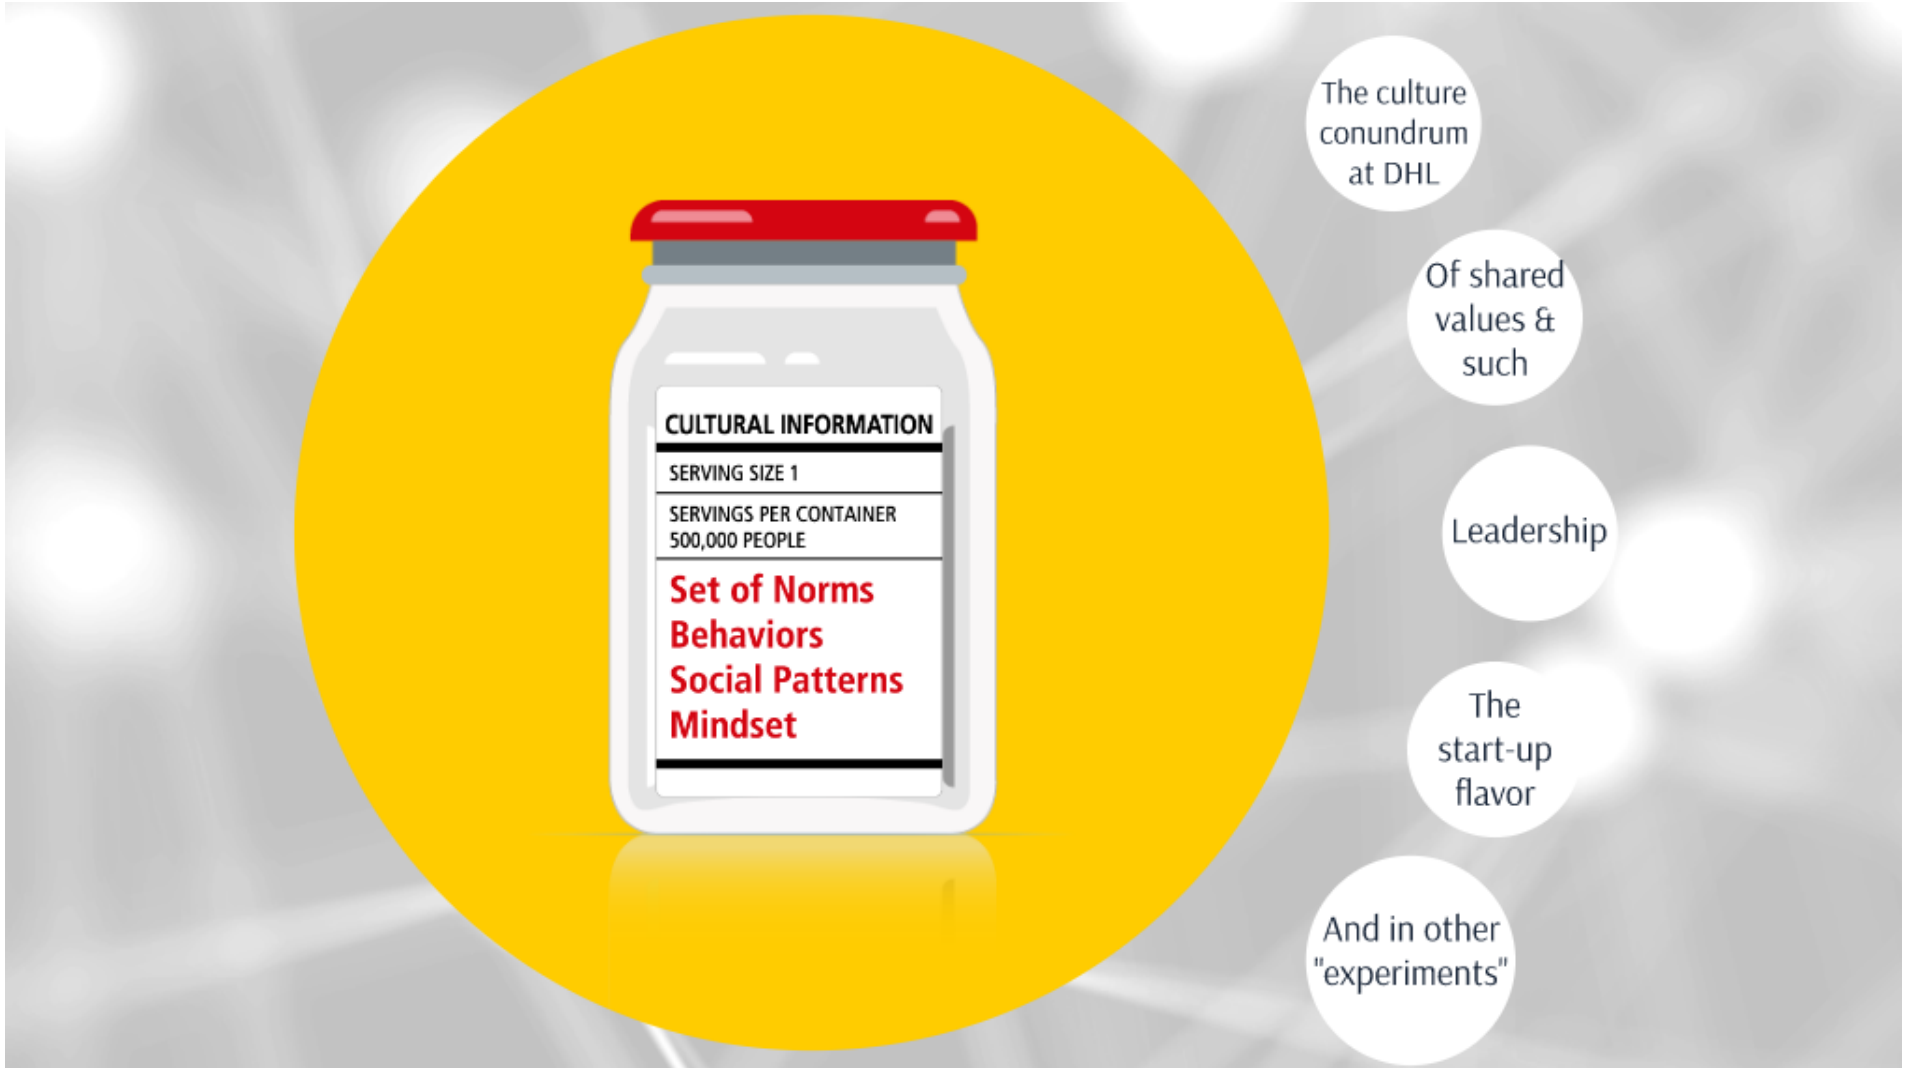 CULTURAL INFORMATION
SERVING SIZE 1
SERVINGS PER CONTAINER
500,000 PEOPLE
Set of Norms
Behaviors
Social Patterns
Mindset
The culture
conundrum
at DHL
Of shared
values &
such
Leadership
The
start-up
flavor
And in other
"experiments"